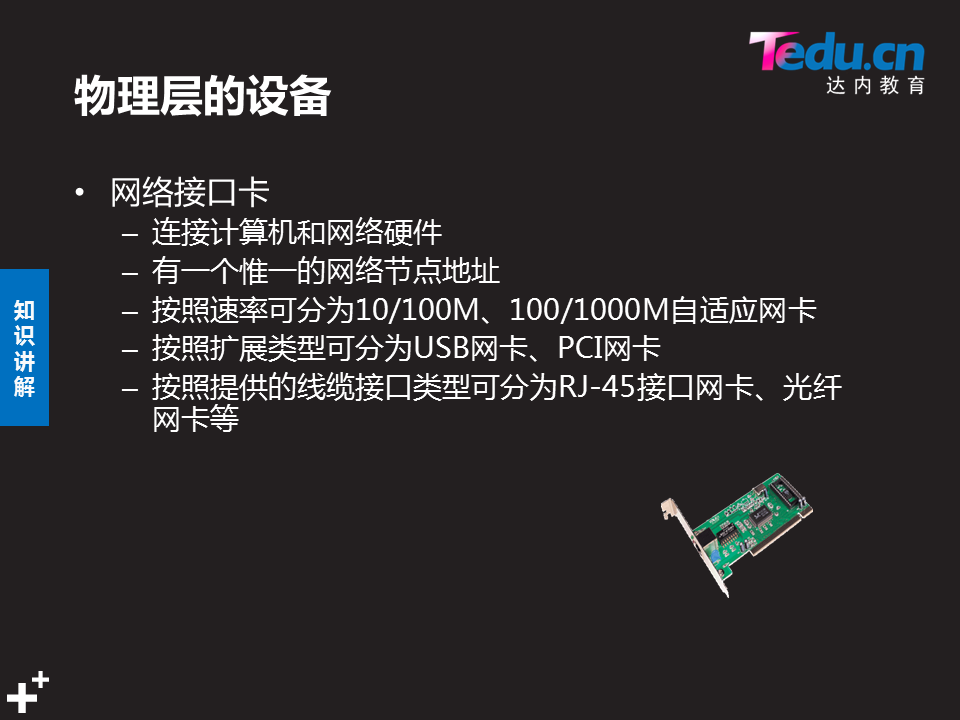 Tedu.cn
达内教育
物理层的设备
• 网络接口卡
– 连接计算机和网络硬件
– 有一个惟一的网络节点地址
– 按照速率可分为10/100M、100/1000M自适应网卡
– 按照扩展类型可分为USB网卡、PCI网卡
– 按照提供的线缆接口类型可分为RJ-45接口网卡、光纤
网卡等
知
识
讲
解